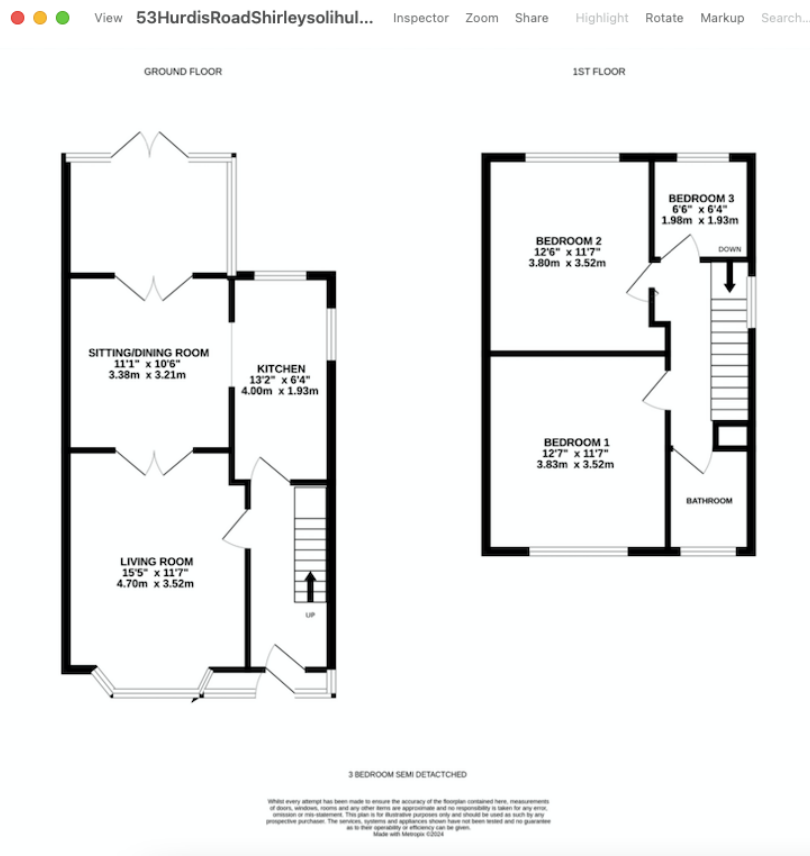 View 53HurdisRoadShirleysolihul... Inspector Zoom Share Highlight Rotate Markup Search...
GROUND FLOOR
1ST FLOOR
BEDROOM 3
6'6" x 6'4"
1.98m x 1.93m
DOWN
BEDROOM 2
12'6" x 11'7"
3.80m x 3.52m
SITTING/DINING ROOM
11'1" x 10'6"
3.38m x 3.21m
KITCHEN
13'2" x 6'4"
4.00m x 1.93m
BEDROOM 1
12'7" x 11'7"
3.83m x 3.52m
BATHROOM
LIVING ROOM
15'5" x 11'7"
4.70m x 3.52m
UP
3 BEDROOM SEMI DETACTCHED
Whilst every attempt has been made to ensure the accuracy of the floorplan contained here, measurements
of doors, windows, rooms and any other items are approximate and no responsibility is taken for any error,
omission or mis-statement. This plan is for illustrative purposes only and should be used as such by any
prospective purchaser. The services, systems and appliances shown have not been tested and no guarantee
as to their operability or efficiency can be given.
Made with Metropix ©2024